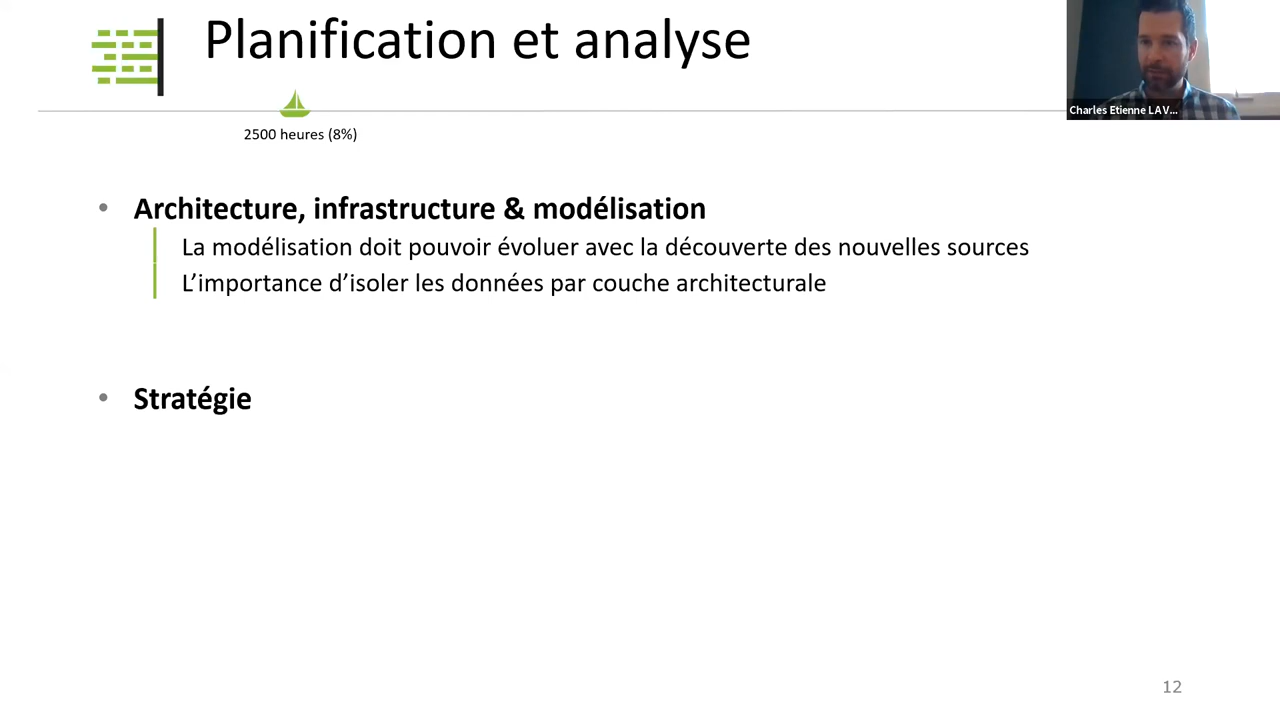 Planification et analyse
Charles Etienne LAV...
2500 heures (8%)
• Architecture, infrastructure & modélisation
La modélisation doit pouvoir évoluer avec la découverte des nouvelles sources
L’importance d’isoler les données par couche architecturale
• Stratégie
12